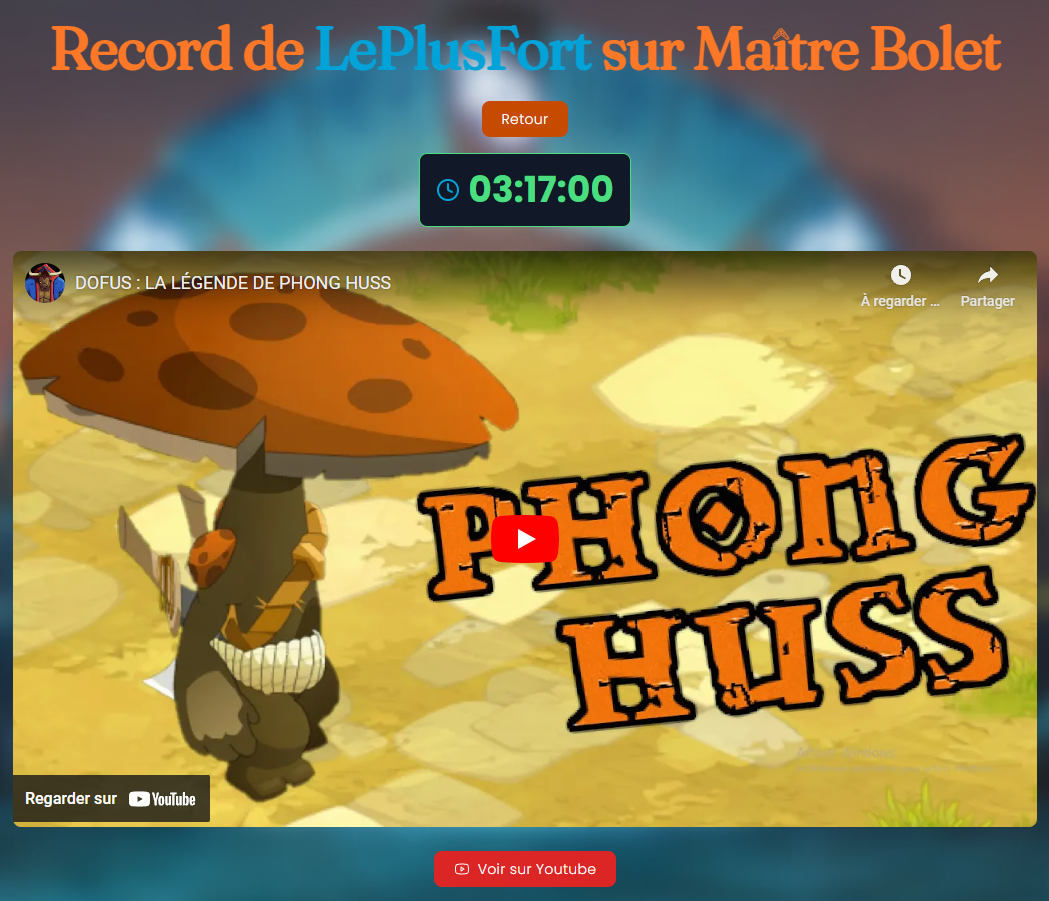 Record de LePlusFort sur Maître Bolet
Retour
03:17:00
DOFUS : LA LÉGENDE DE PHONG HUSS
À regarder ...
Partager
PHONG
HUSS
Regarder sur YouTube
Voir sur Youtube